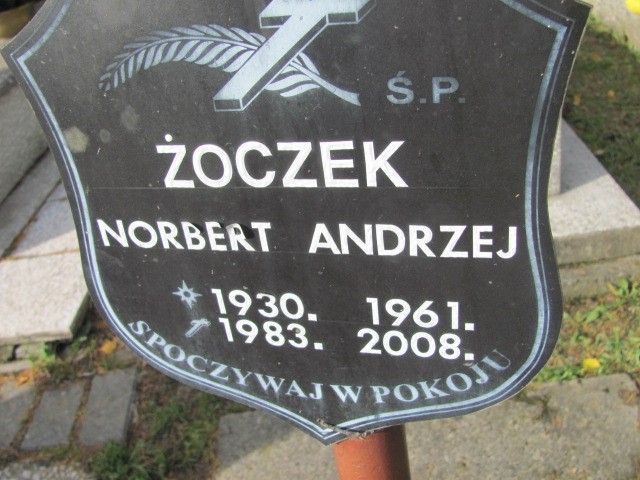 Ś.P.
ŻOCZEK
NORBERT ANDRZEJ
1930. 1961.
1983. 2008.
SPOCZYWAJ W POKOJU